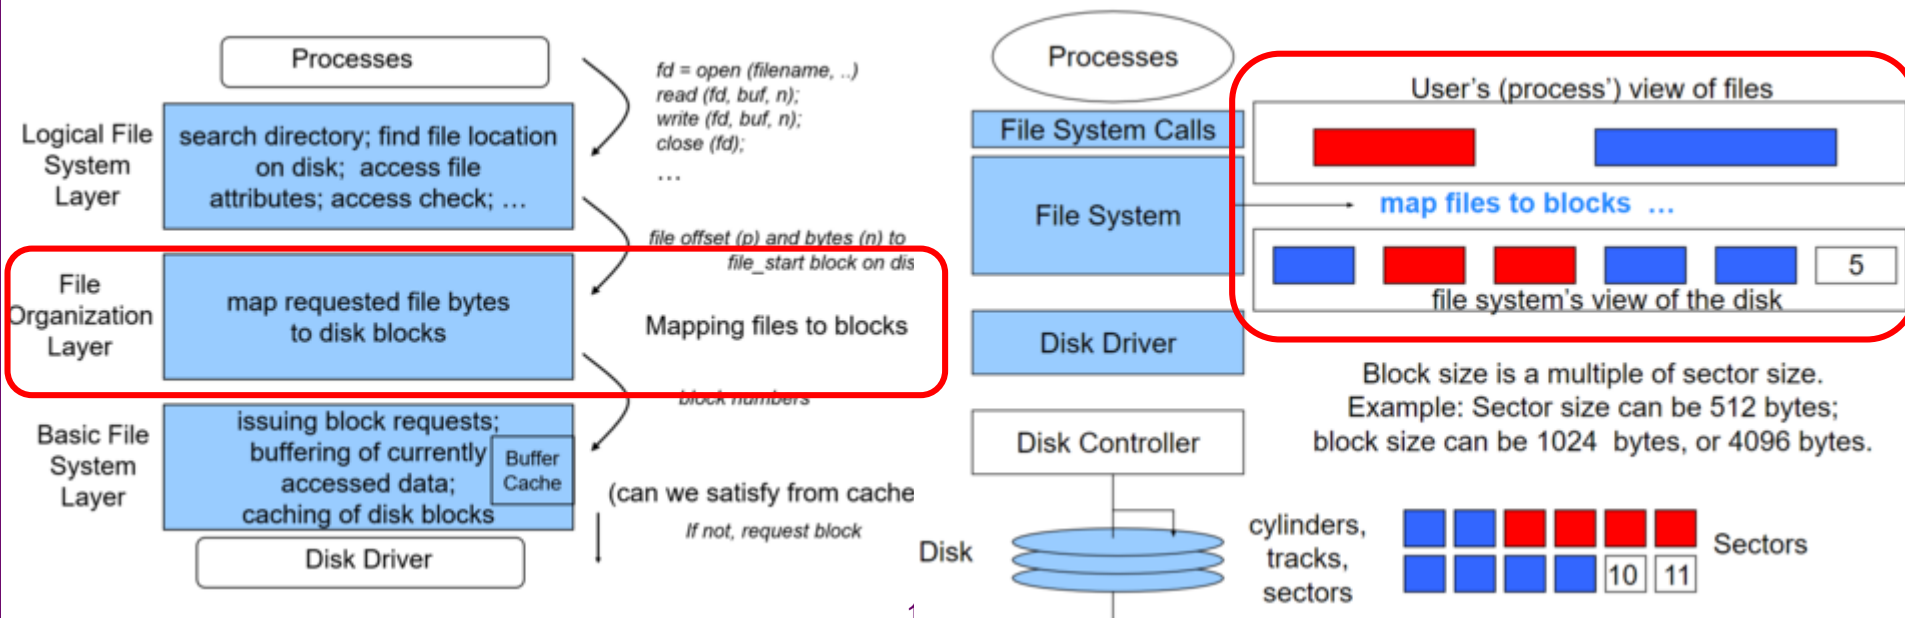 Processes
fd = open (filename, ..)
read (fd, buf, n);
write (fd, buf, n);
close (fd);
…
Logical File
System
Layer
search directory; find file location
on disk; access file
attributes; access check; …
file offset (p) and bytes (n) to
file_start block on dis
File
Organization
Layer
map requested file bytes
to disk blocks
Mapping files to blocks
block numbers
Basic File
System
Layer
issuing block requests;
buffering of currently
accessed data;
caching of disk blocks
Buffer
Cache
(can we satisfy from cache
If not, request block
Disk Driver
Processes
File System Calls
File System
Disk Driver
Disk Controller
Disk
User's (process') view of files
map files to blocks …
5
file system's view of the disk
Block size is a multiple of sector size.
Example: Sector size can be 512 bytes;
block size can be 1024 bytes, or 4096 bytes.
cylinders,
tracks,
sectors
10 11
Sectors